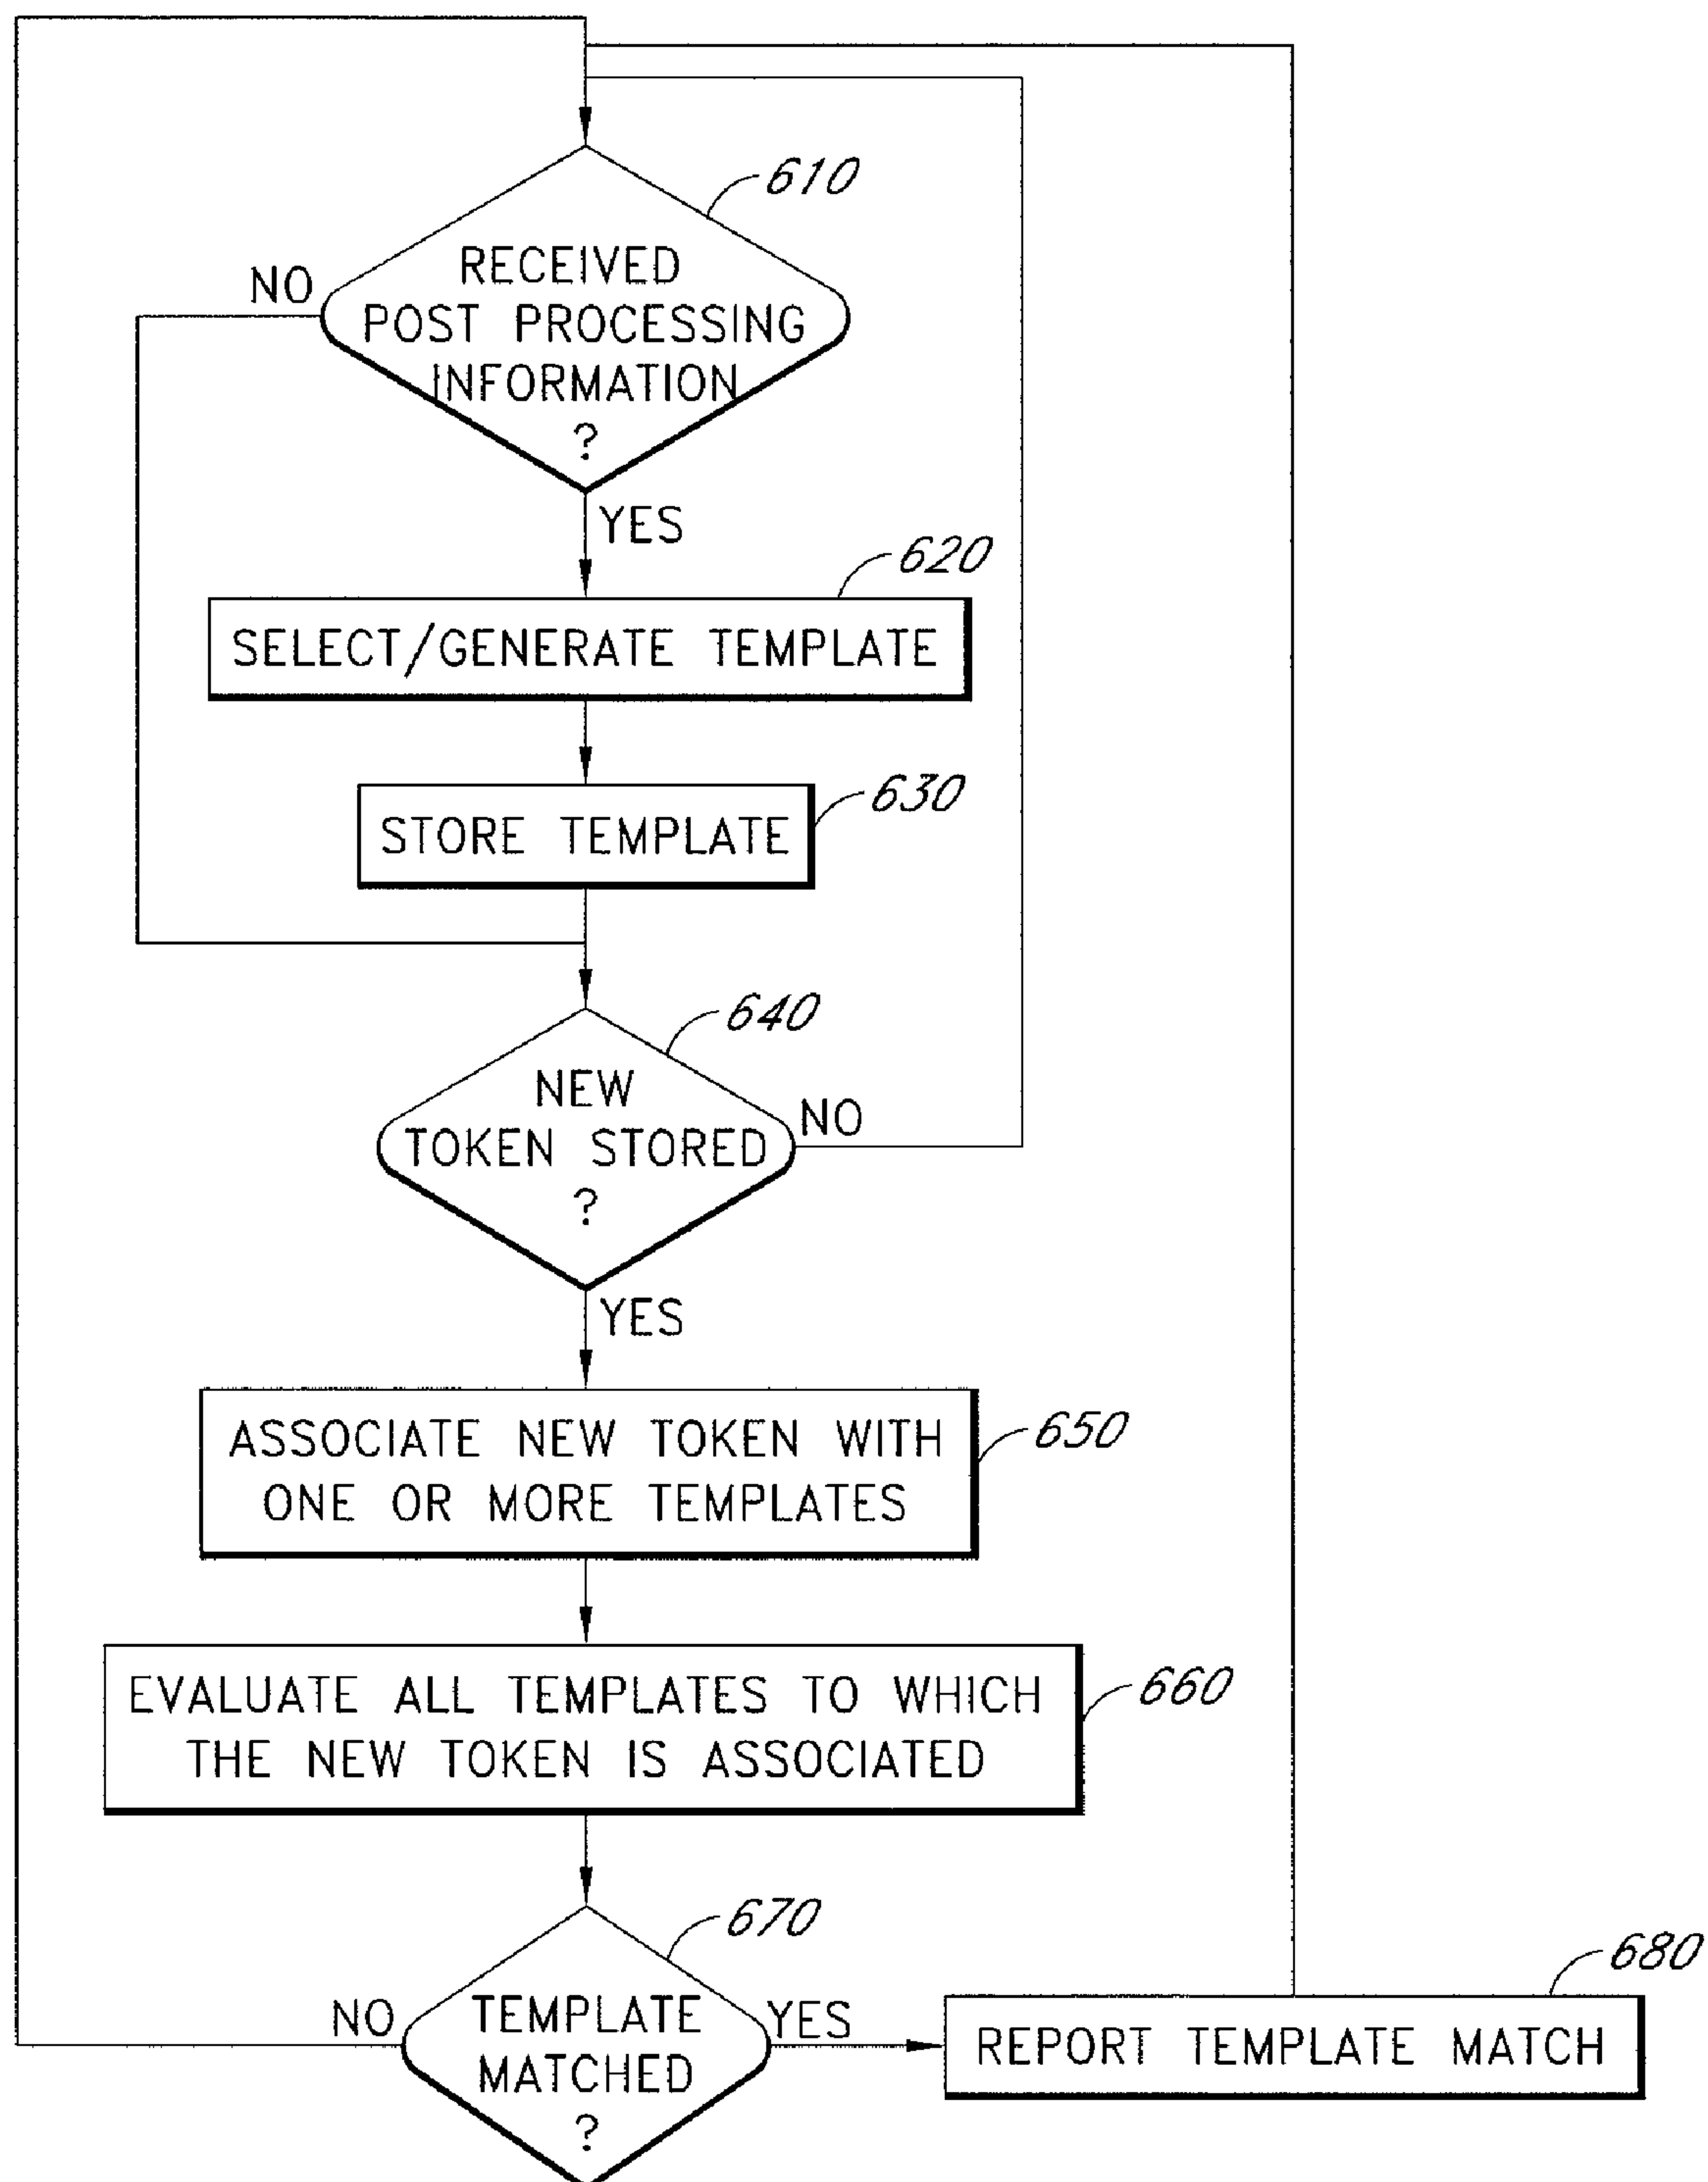 610
RECEIVED
NO
POST PROCESSING
INFORMATION
?
YES
620
SELECT/GENERATE TEMPLATE
630
STORE TEMPLATE
640
NEW
TOKEN STORED
NO
?
YES
ASSOCIATE NEW TOKEN WITH
ONE OR MORE TEMPLATES
650
EVALUATE ALL TEMPLATES TO WHICH
THE NEW TOKEN IS ASSOCIATED
660
670
NO
TEMPLATE
MATCHED
?
YES
680
REPORT TEMPLATE MATCH